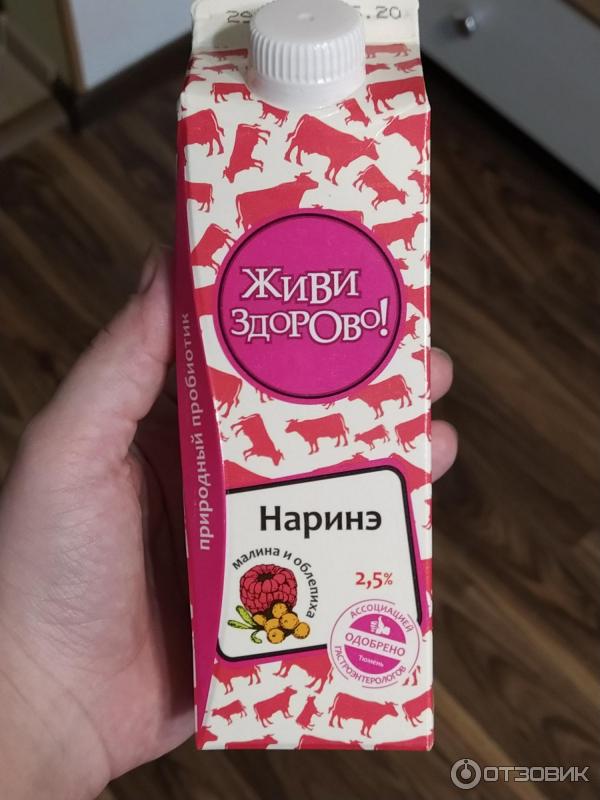 ЖИВИ
ЗДОРОВО!
природный пробиотик
Наринэ
малина и облепиха
2,5%
АССОЦИАЦИЕЙ
ОДОБРЕНО
Тюмень
ГАСТРОЭНТЕРОЛОГОВ
ОТЗОВИК